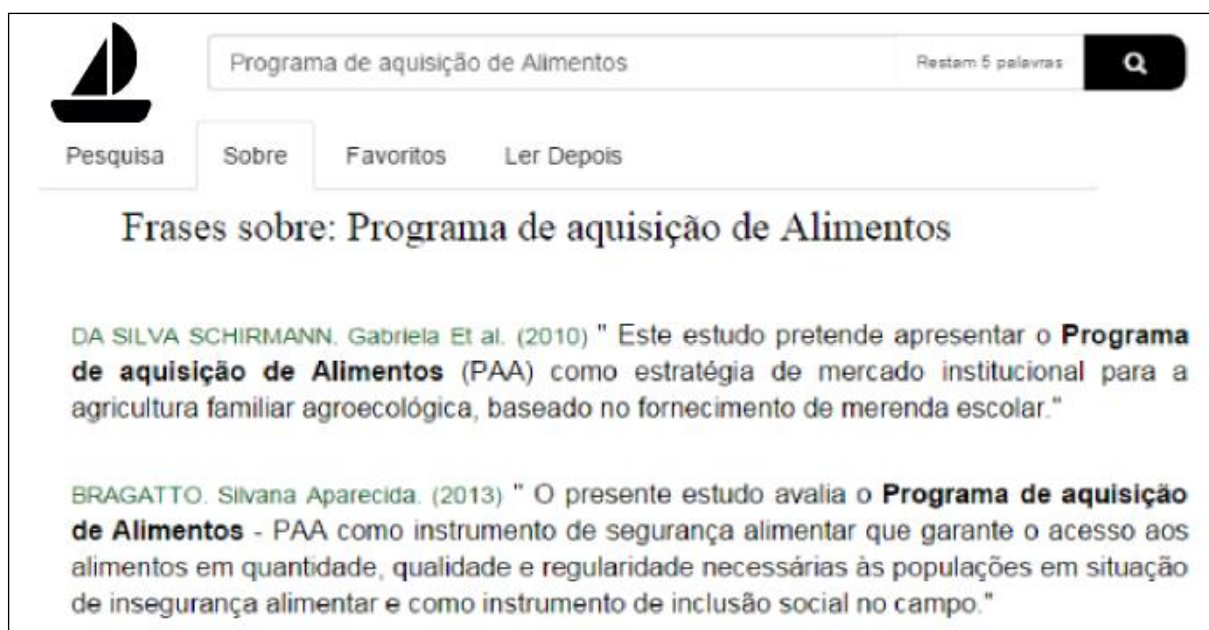 Programa de aquisição de Alimentos Restam 5 palavras
Pesquisa Sobre Favoritos Ler Depois
Frases sobre: Programa de aquisição de Alimentos
DA SILVA SCHIRMANN. Gabriela Et al. (2010) " Este estudo pretende apresentar o Programa
de aquisição de Alimentos (PAA) como estratégia de mercado institucional para a
agricultura familiar agroecológica, baseado no fornecimento de merenda escolar."
BRAGATTO. Silvana Aparecida. (2013) " O presente estudo avalia o Programa de aquisição
de Alimentos - PAA como instrumento de segurança alimentar que garante o acesso aos
alimentos em quantidade, qualidade e regularidade necessárias às populações em situação
de insegurança alimentar e como instrumento de inclusão social no campo."